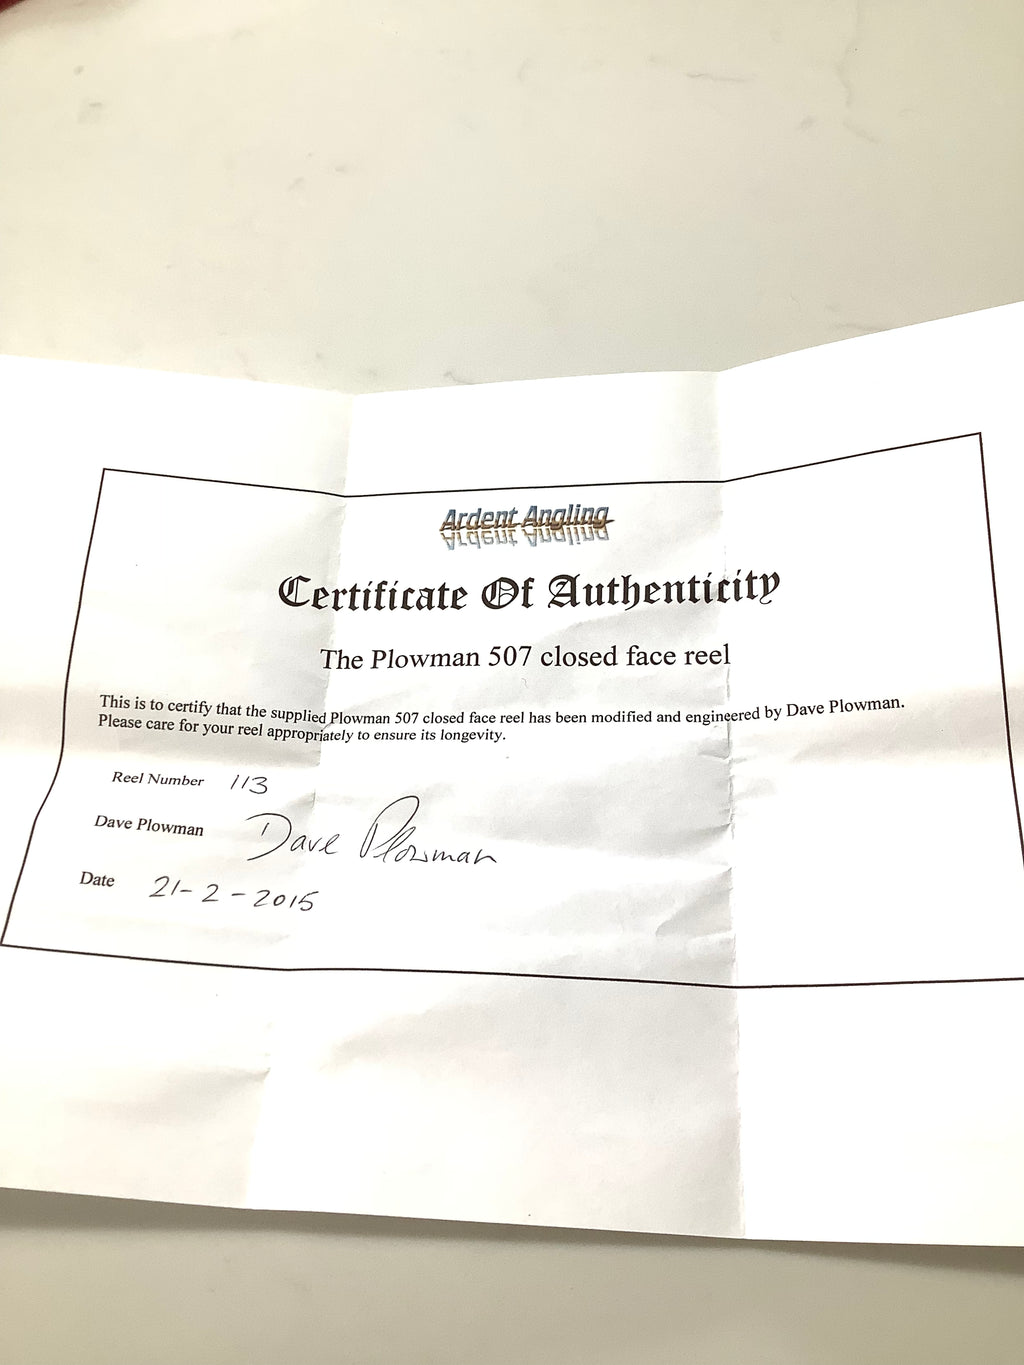 Ardent Angling
Certificate Of Authenticity
The Plowman 507 closed face reel
This is to certify that the supplied Plowman 507 closed face reel has been modified and engineered by Dave Plowman.
Please care for your reel appropriately to ensure its longevity.
Reel Number 113
Dave Plowman Dave Plowman
Date 21-2-2015